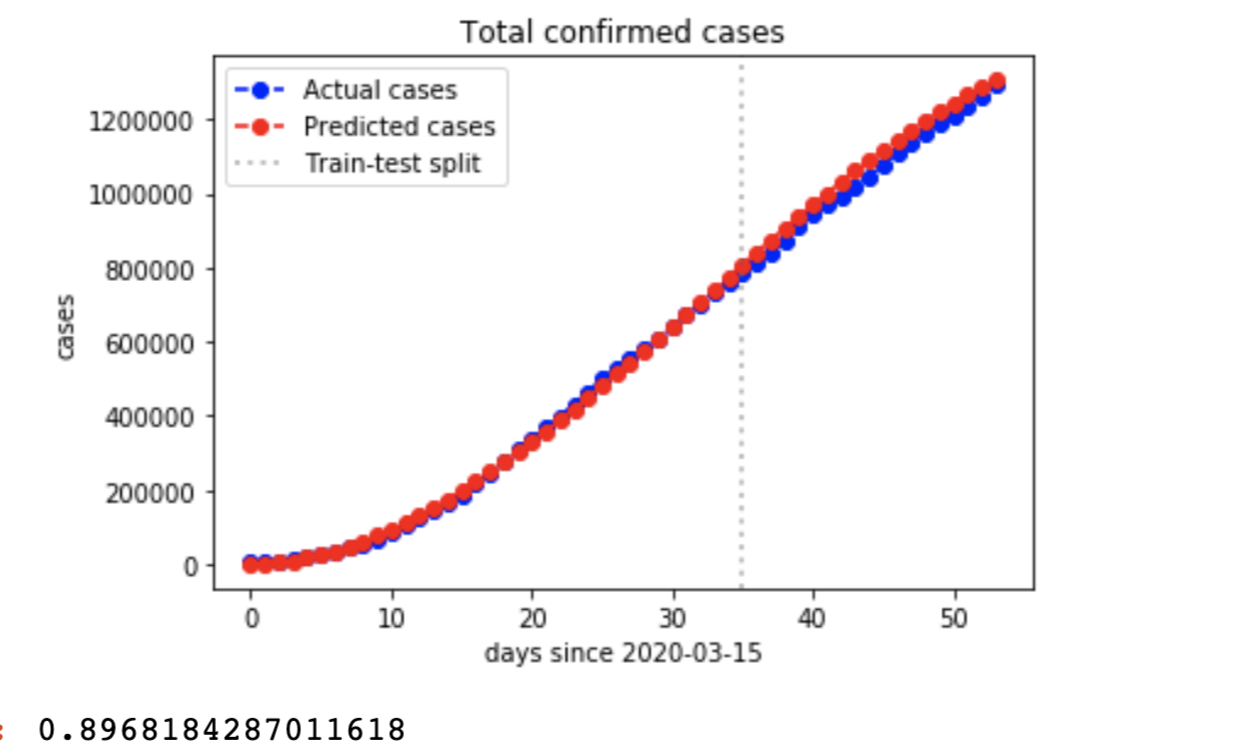 Total confirmed cases
Actual cases
Predicted cases
Train-test split
1200000
1000000
800000
600000
400000
200000
0
cases
0 10 20 30 40 50
days since 2020-03-15
: 0.8968184287011618